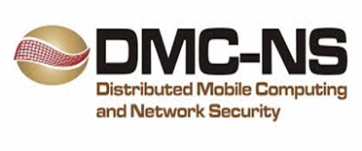 DMC-NS
Distributed Mobile Computing
and Network Security